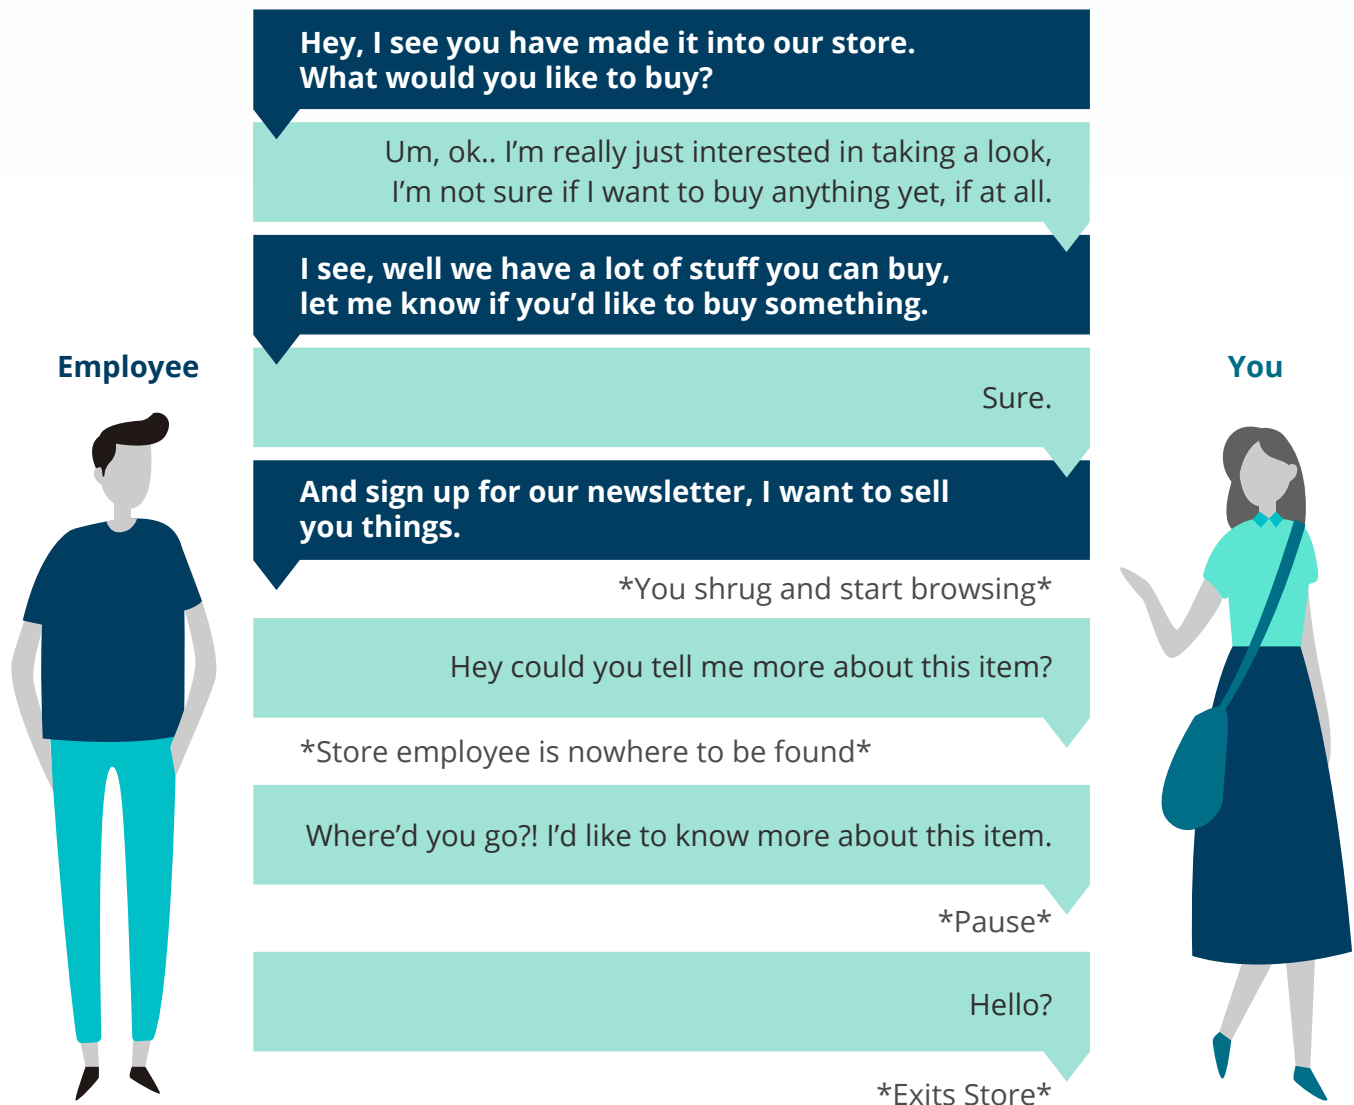 Hey, I see you have made it into our store.
What would you like to buy?
Um, ok.. I’m really just interested in taking a look,
I’m not sure if I want to buy anything yet, if at all.
I see, well we have a lot of stuff you can buy,
let me know if you’d like to buy something.
Employee
You
Sure.
And sign up for our newsletter, I want to sell
you things.
*You shrug and start browsing*
Hey could you tell me more about this item?
*Store employee is nowhere to be found*
Where’d you go?! I’d like to know more about this item.
*Pause*
Hello?
*Exits Store*